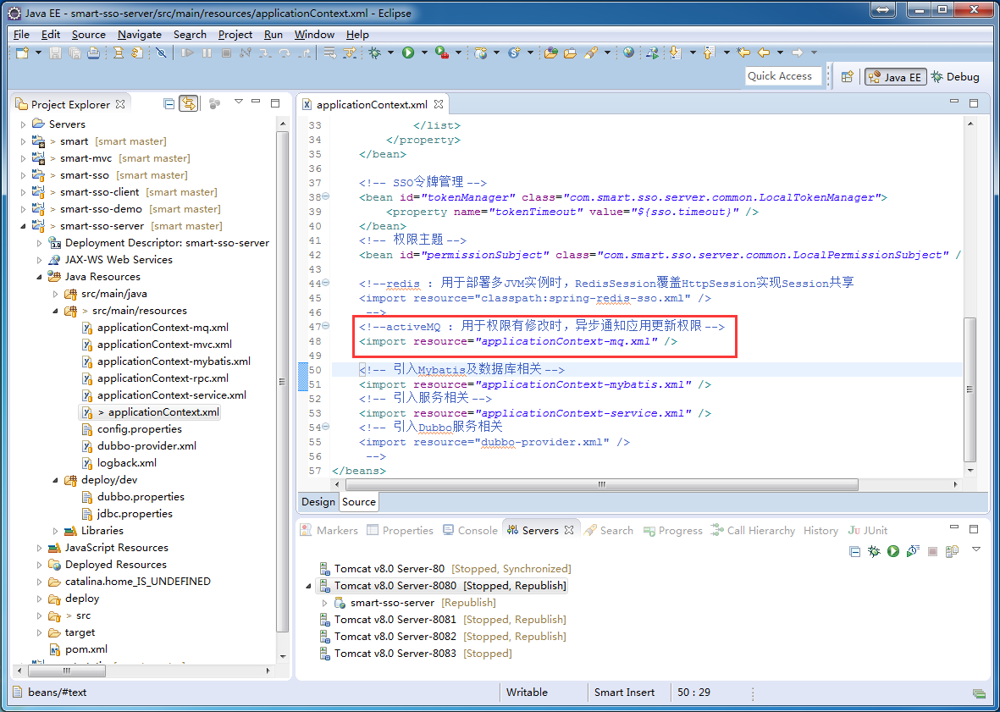 Java EE - smart-sso-server/src/main/resources/applicationContext.xml - Eclipse
File Edit Source Navigate Search Project Run Window Help
Quick Access
Java EE
Debug
Project Explorer
Servers
> smart [smart master]
> smart-mvc [smart master]
> smart-sso [smart master]
> smart-sso-client [smart master]
> smart-sso-demo [smart master]
> smart-sso-server [smart master]
Deployment Descriptor: smart-sso-server
JAX-WS Web Services
Java Resources
src/main/java
> src/main/resources
applicationContext-mq.xml
applicationContext-mvc.xml
applicationContext-mybatis.xml
applicationContext-rpc.xml
applicationContext-service.xml
> applicationContext.xml
config.properties
dubbo-provider.xml
logback.xml
deploy/dev
dubbo.properties
jdbc.properties
Libraries
JavaScript Resources
Deployed Resources
catalina.home_IS_UNDEFINED
deploy
> src
target
pom.xml
applicationContext.xml
33 </list>
34 </property>
35 </bean>
36
37 <!-- SSO令牌管理 -->
38 <bean id="tokenManager" class="com.smart.sso.server.common.LocalTokenManager">
39 <property name="tokenTimeout" value="${sso.timeout}" />
40 </bean>
41 <!-- 权限主题 -->
42 <bean id="permissionSubject" class="com.smart.sso.server.common.LocalPermissionSubject" /
43
44 <!--redis : 用于部署多JVM实例时，RedisSession覆盖HttpSession实现Session共享
45 <import resource="classpath:spring-redis-sso.xml" />
46 -->
47 <!--activeMQ : 用于权限有修改时，异步通知应用更新权限 -->
48 <import resource="applicationContext-mq.xml" />
49
50 <!-- 引入Mybatis及数据库相关 -->
51 <import resource="applicationContext-mybatis.xml" />
52 <!-- 引入服务相关 -->
53 <import resource="applicationContext-service.xml" />
54 <!-- 引入Dubbo服务相关
55 <import resource="dubbo-provider.xml" />
56 -->
57 </beans>
Design Source
Markers Properties Console Servers Search Progress Call Hierarchy History JUnit
Tomcat v8.0 Server-80 [Stopped, Synchronized]
Tomcat v8.0 Server-8080 [Stopped, Republish]
smart-sso-server [Republish]
Tomcat v8.0 Server-8081 [Stopped, Republish]
Tomcat v8.0 Server-8082 [Stopped, Republish]
Tomcat v8.0 Server-8083 [Stopped]
beans/#text
Writable
Smart Insert
50 : 29